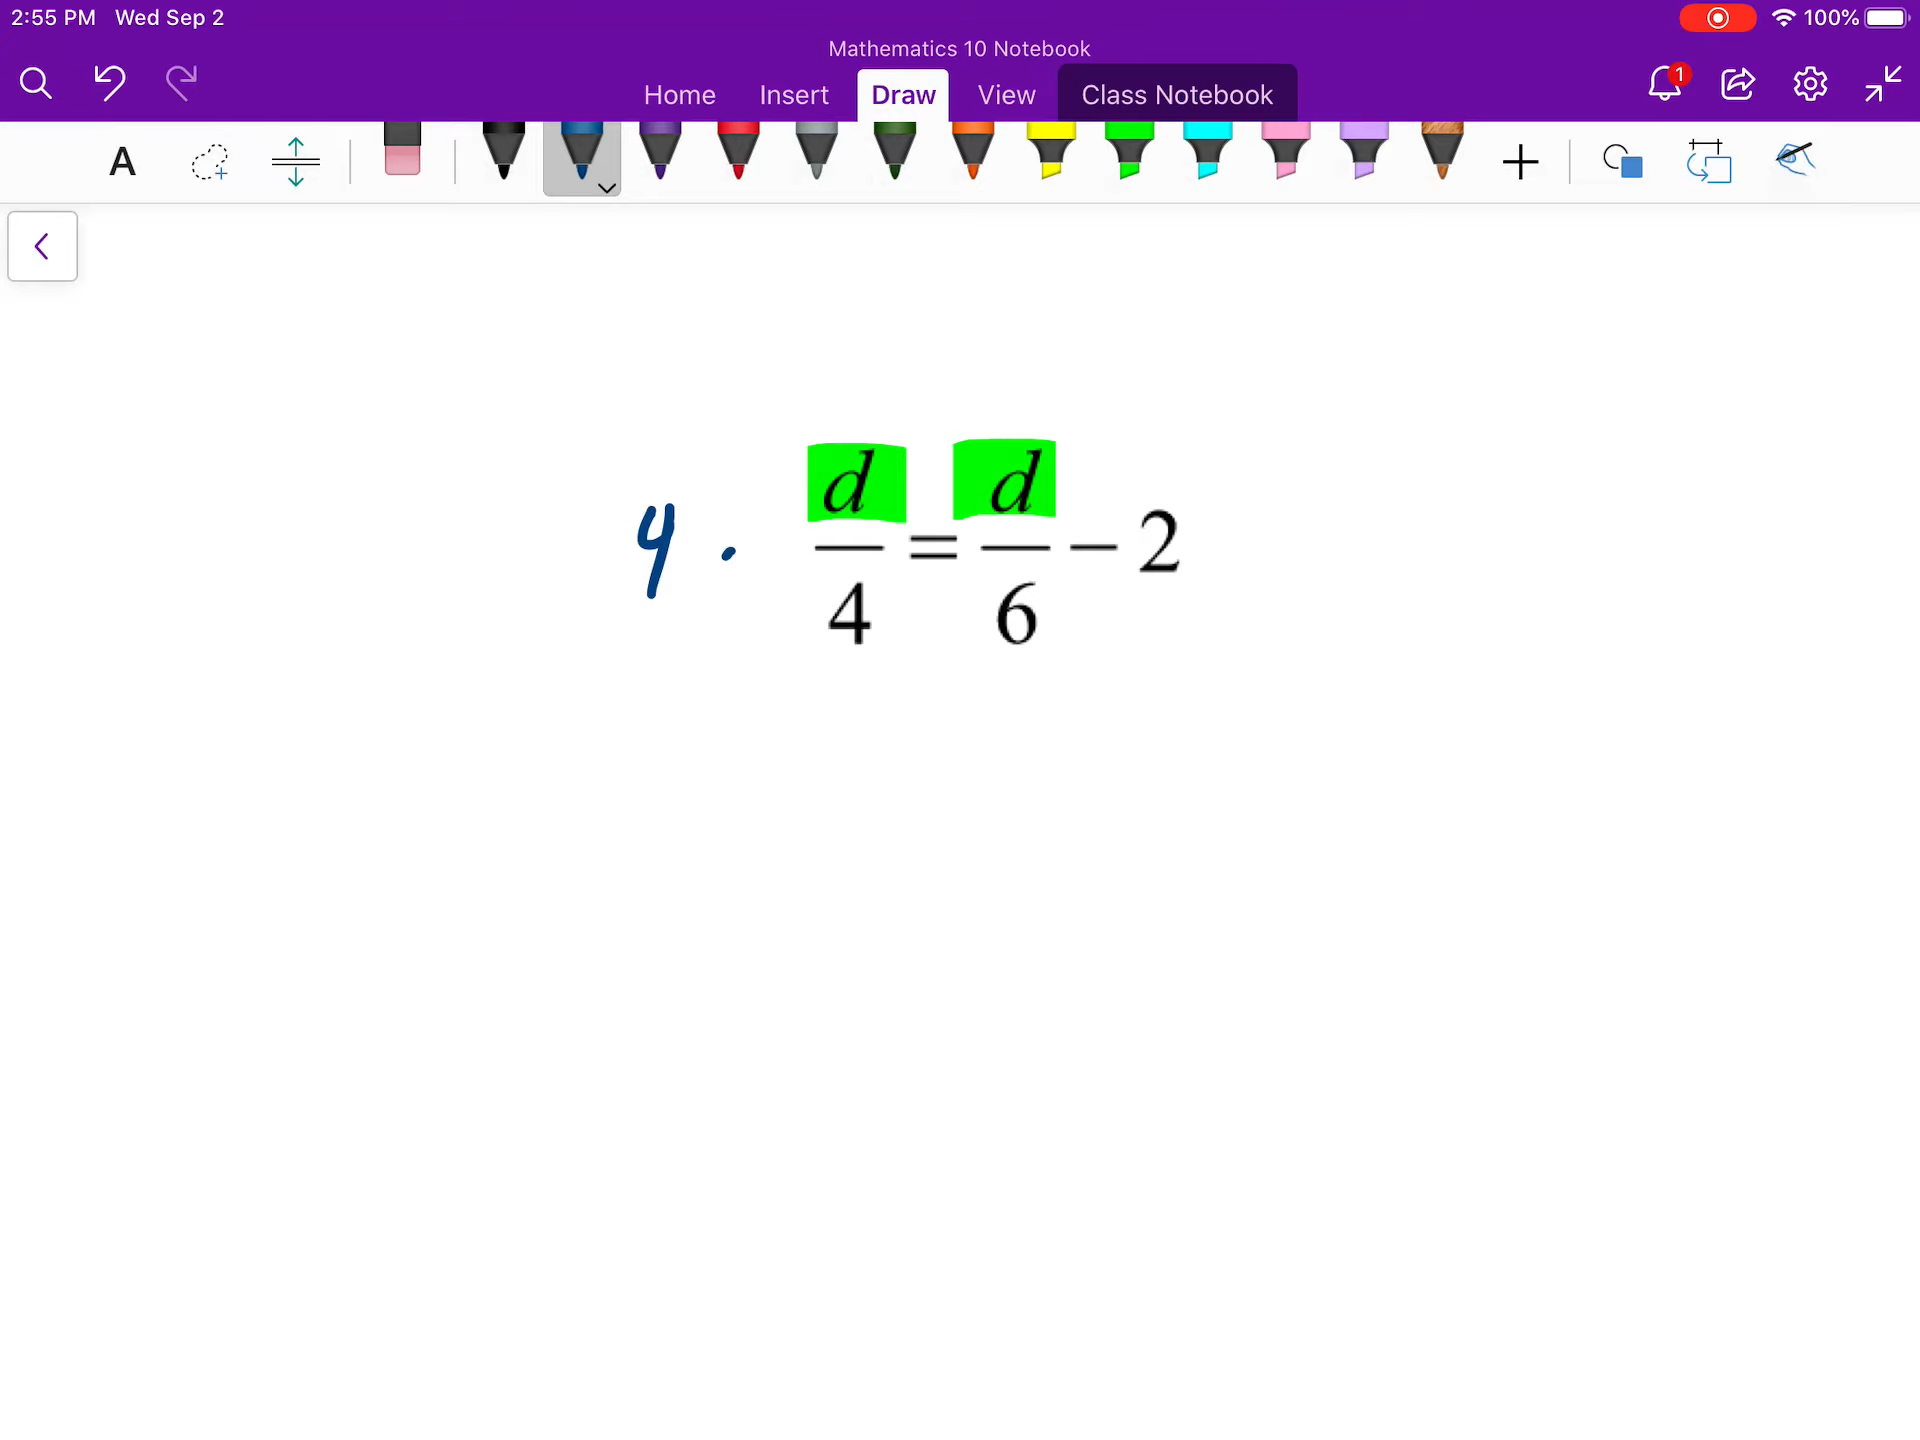 2:55 PM Wed Sep 2 100%
Mathematics 10 Notebook
Home Insert Draw View Class Notebook 1
A
4 · d/4 = d/6 − 2